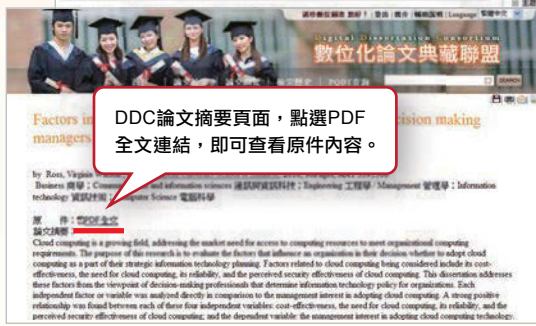 Language
Digital Dissertation Consortium
數位化論文典藏聯盟
PQDT查詢
SEARCH
DDC論文摘要頁面，點選PDF
全文連結，即可查看原件內容。
Factors in
cision making
managers
by Ross, Virginia
Business 商學；Comm
and information sciences 通訊與資訊科技；Engineering 工程學/Management 管理學；Information
technology 資訊技術；
mputer Science 電腦科學
原 件：PDF全文
論文摘要：
Cloud computing is a growing field, addressing the market need for access to computing resources to meet organizational computing
requirements. The purpose of this research is to evaluate the factors that influence an organization in their decision whether to adopt cloud
computing as a part of their strategic information technology planning. Factors related to cloud computing being considered include its cost-
effectiveness, the need for cloud computing, its reliability, and the perceived security effectiveness of cloud computing. This dissertation addresses
these factors from the viewpoint of decision-making professionals that determine information technology policy for organizations. Each
independent factor or variable was analyzed directly in comparison to the management interest in adopting cloud computing. A strong positive
relationship was found between each of these four independent variables: cost-effectiveness, the need for cloud computing, its reliability, and the
perceived security effectiveness of cloud computing; and the dependent variable: the management interest in adopting cloud computing technology.